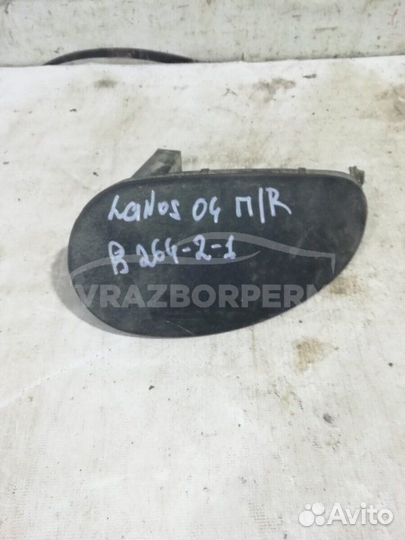 Lanos 04 П/R
В 264-2-1
VRAZBORPERM
Avito